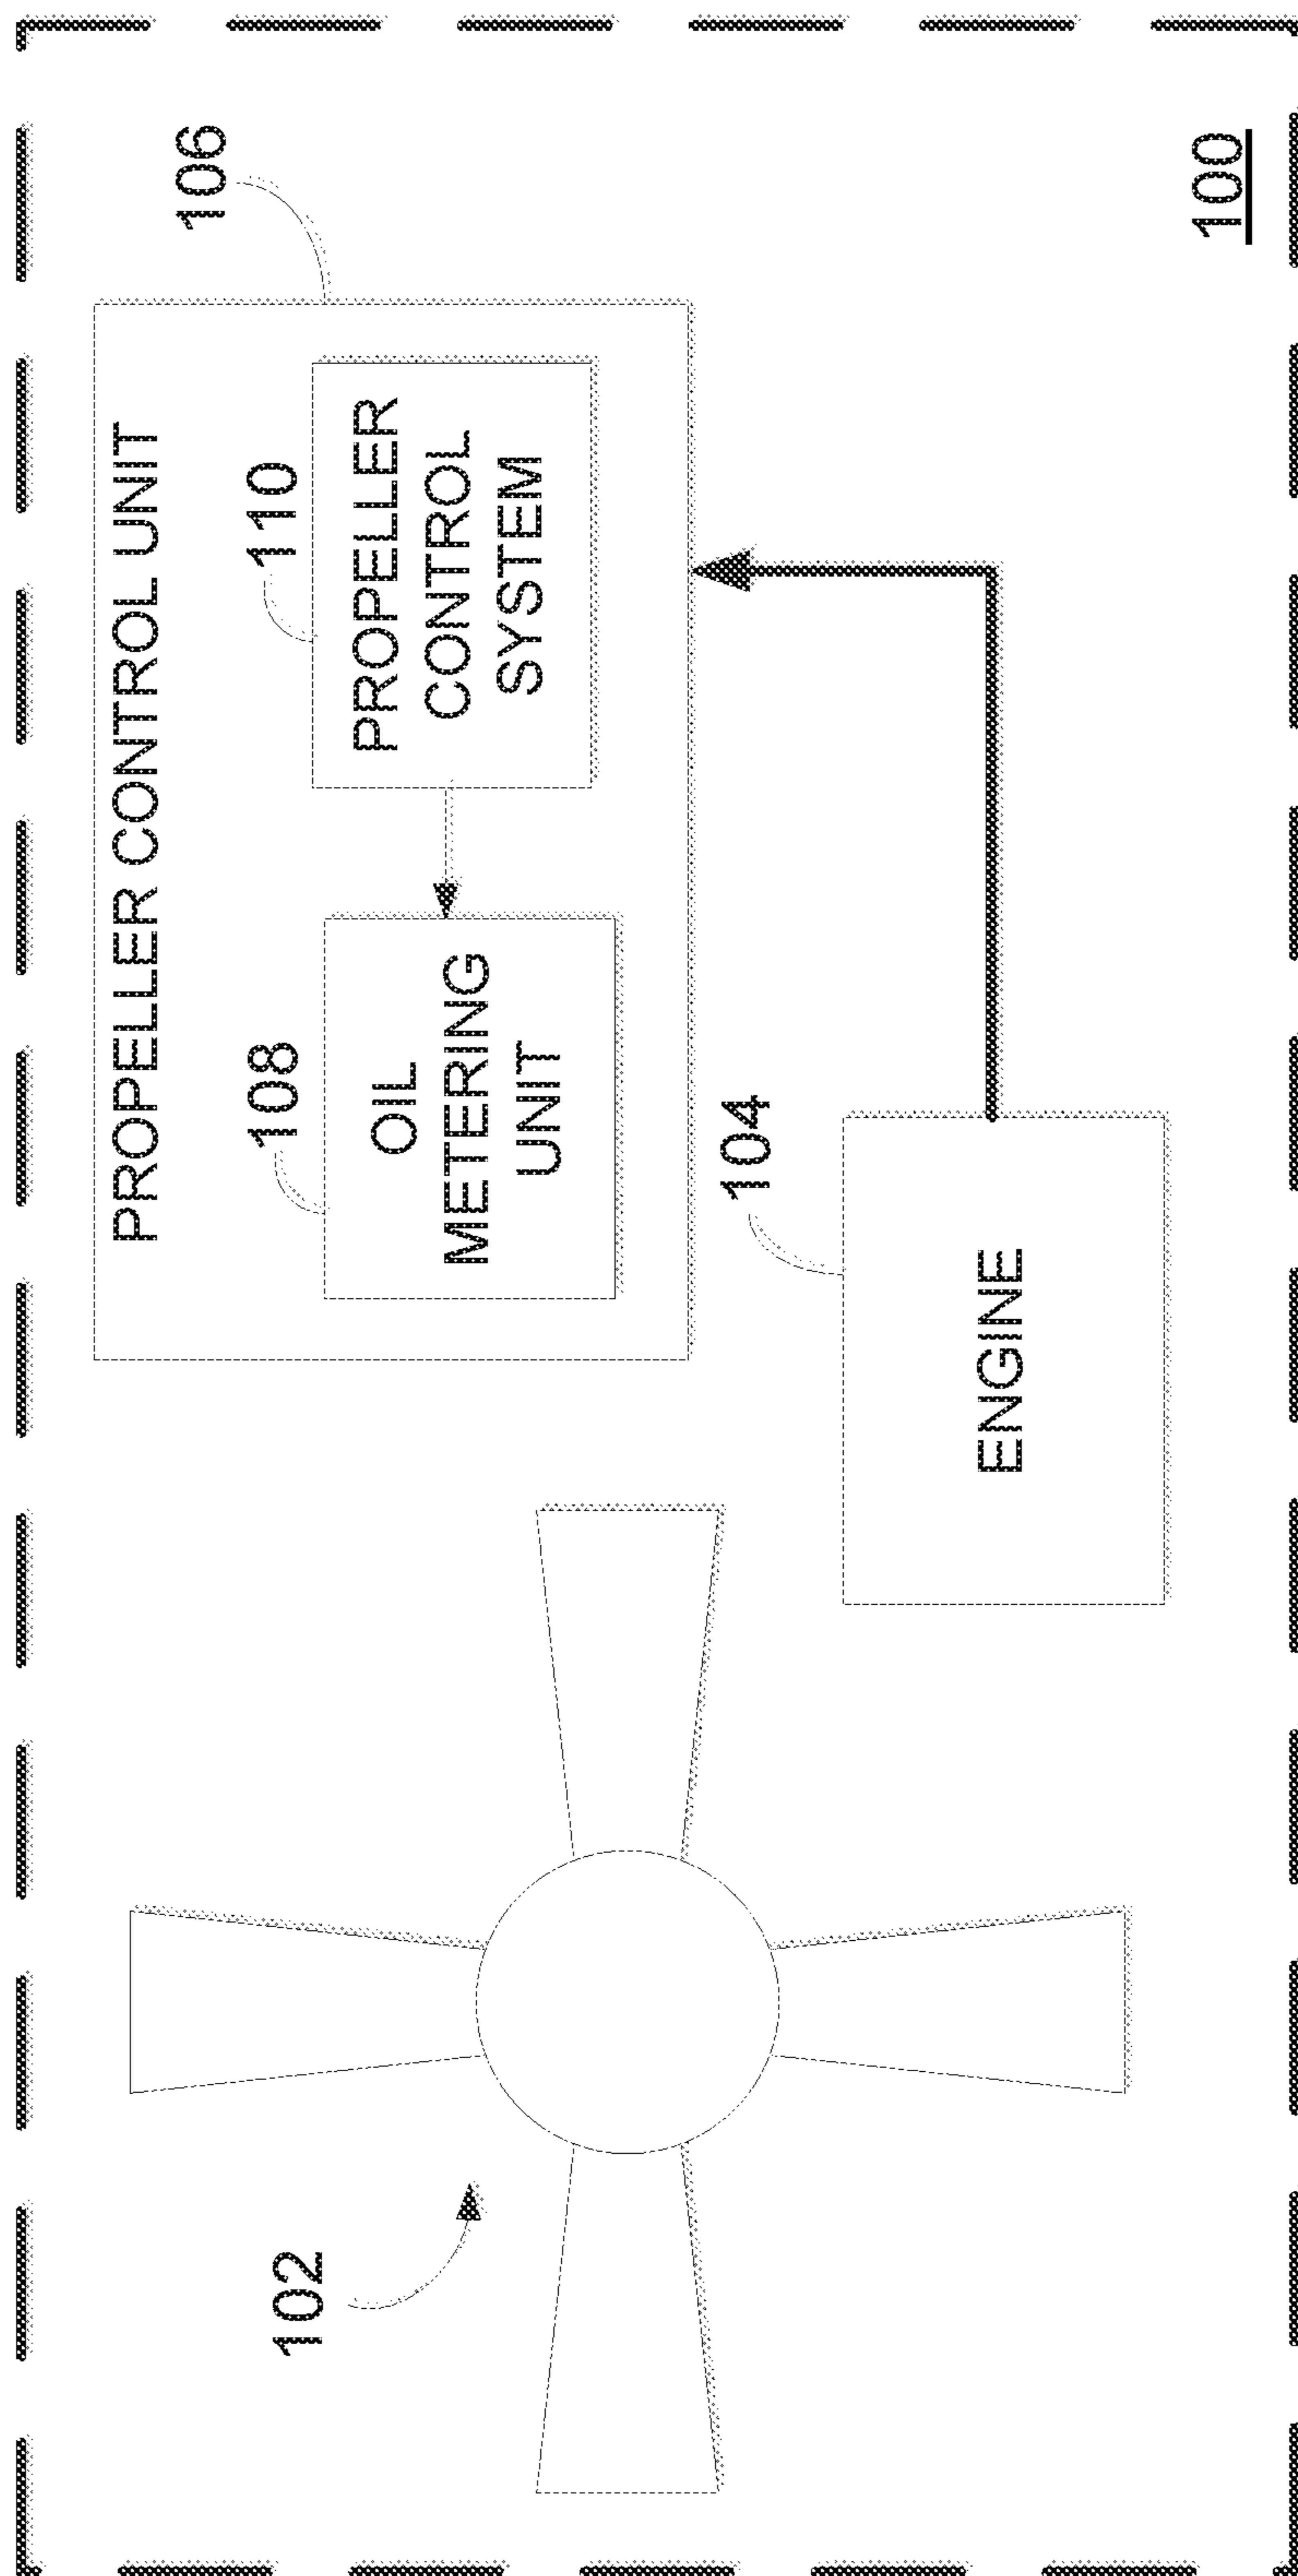 106
PROPELLER CONTROL UNIT
110
PROPELLER
CONTROL
SYSTEM
108
OIL
METERING
UNIT
104
ENGINE
102
100